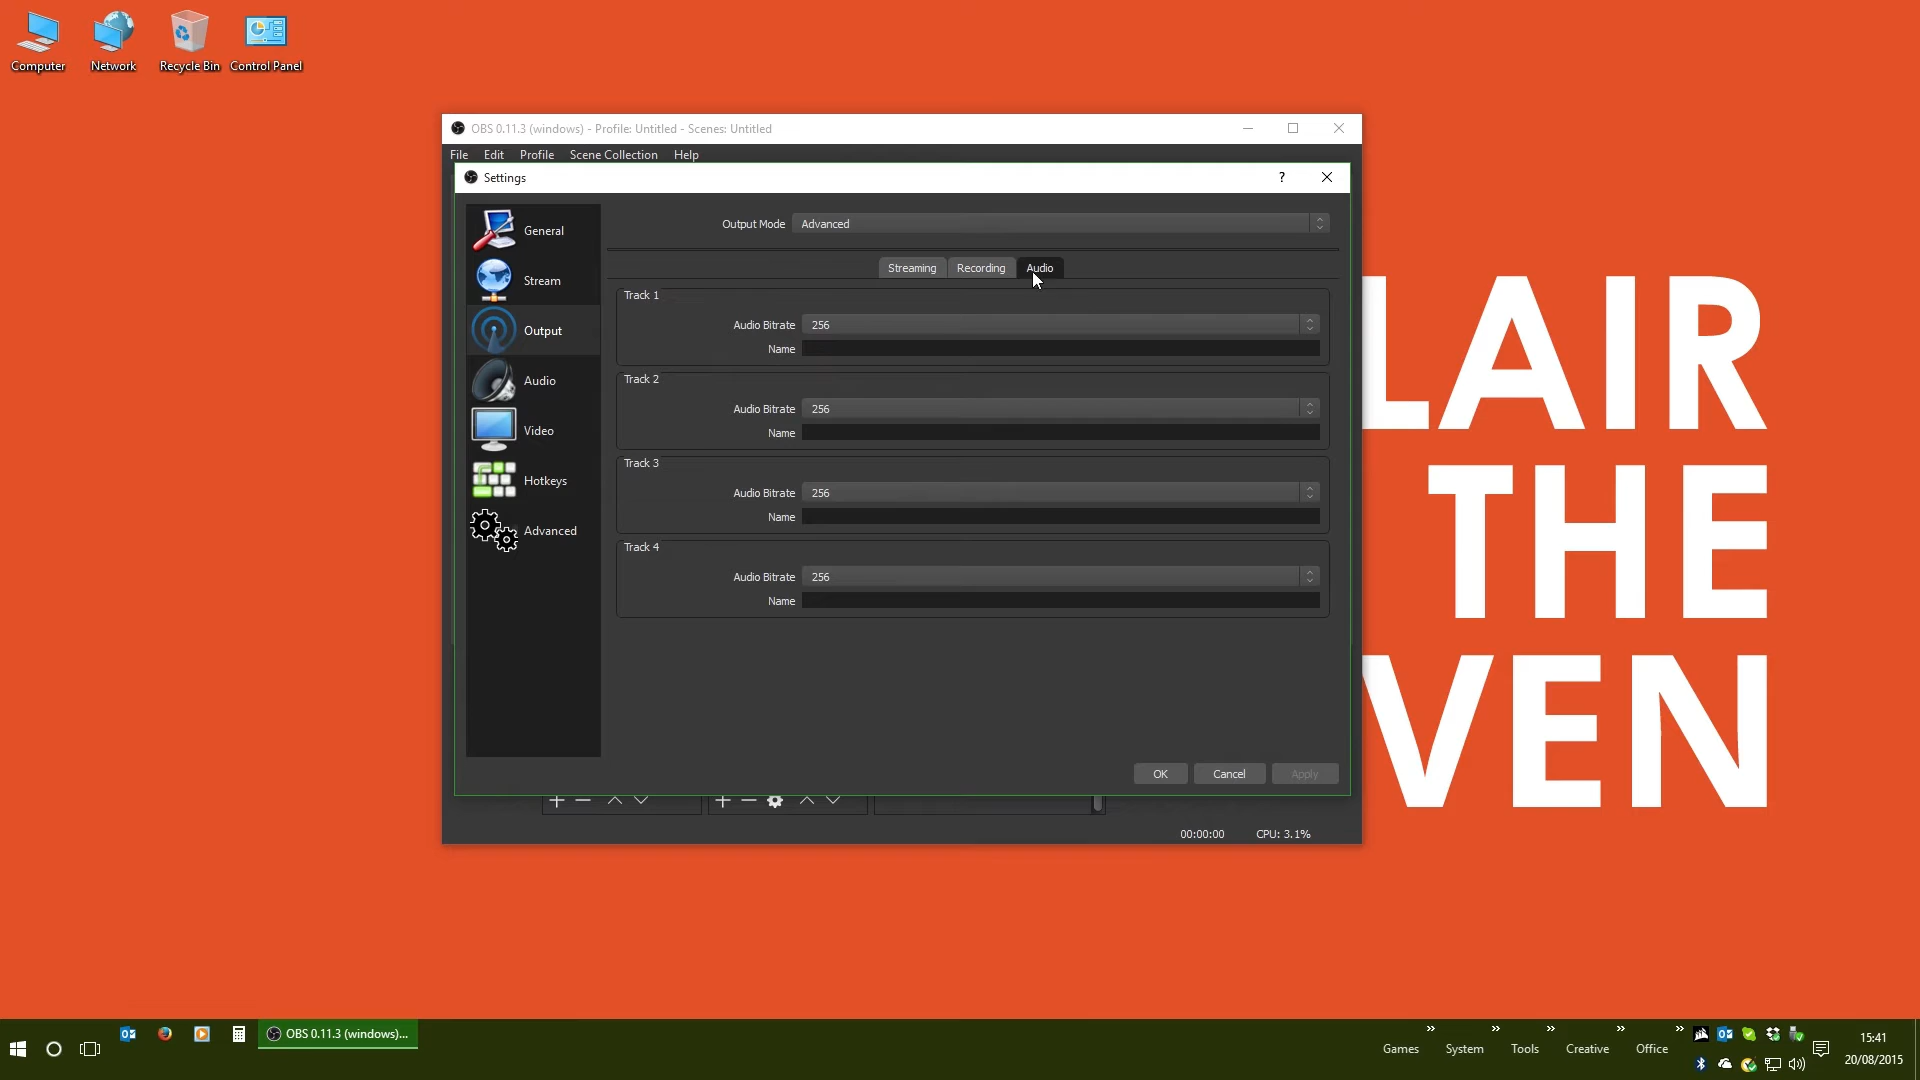 Computer
Network
Recycle Bin
Control Panel
OBS 0.11.3 (windows) - Profile: Untitled - Scenes: Untitled
File Edit Profile Scene Collection Help
Settings
?
General
Stream
Output
Audio
Video
Hotkeys
Advanced
Output Mode Advanced
Streaming Recording Audio
Track 1
Audio Bitrate 256
Name
Track 2
Audio Bitrate 256
Name
Track 3
Audio Bitrate 256
Name
Track 4
Audio Bitrate 256
Name
OK Cancel Apply
00:00:00 CPU: 3.1%
LAIR
THE
VEN
OBS 0.11.3 (windows)...
Games System Tools Creative Office
15:41
20/08/2015